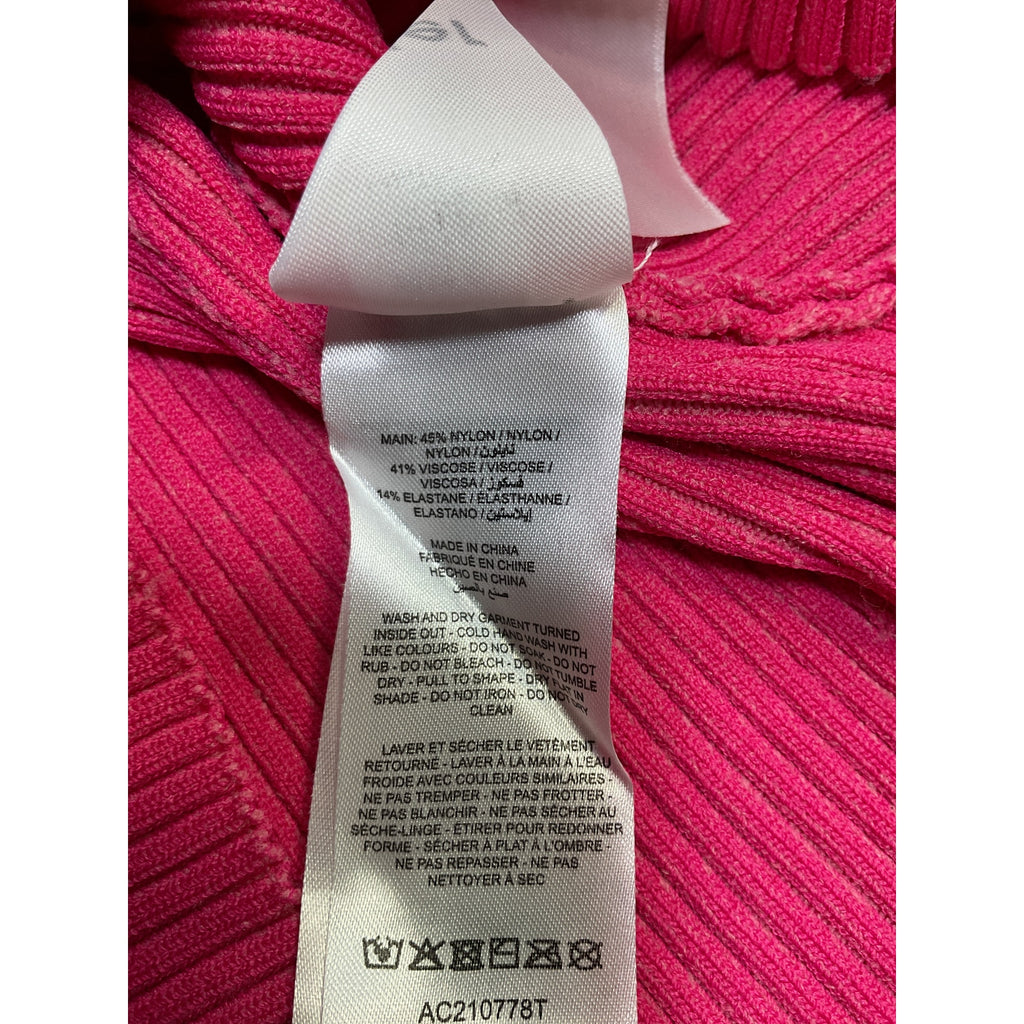 MAIN: 45% NYLON / NYLON /
NYLON / نايلون
41% VISCOSE / VISCOSE /
VISCOSA / فسكوز
14% ELASTANE / ÉLASTHANNE /
ELASTANO / إيلاستين
MADE IN CHINA
FABRIQUÉ EN CHINE
HECHO EN CHINA
صنع بالصين
WASH AND DRY GARMENT TURNED
INSIDE OUT - COLD HAND WASH WITH
LIKE COLOURS - DO NOT SOAK - DO NOT
RUB - DO NOT BLEACH - DO NOT TUMBLE
DRY - PULL TO SHAPE - DRY FLAT IN
SHADE - DO NOT IRON - DO NOT DRY
CLEAN
LAVER ET SÉCHER LE VETÊMENT
RETOURNÉ - LAVER À LA MAIN À L'EAU
FROIDE AVEC COULEURS SIMILAIRES -
NE PAS TREMPER - NE PAS FROTTER -
NE PAS BLANCHIR - NE PAS SÉCHER AU
SÈCHE-LINGE - ÉTIRER POUR REDONNER
FORME - SÉCHER À PLAT À L'OMBRE -
NE PAS REPASSER - NE PAS
NETTOYER À SEC
AC210778T